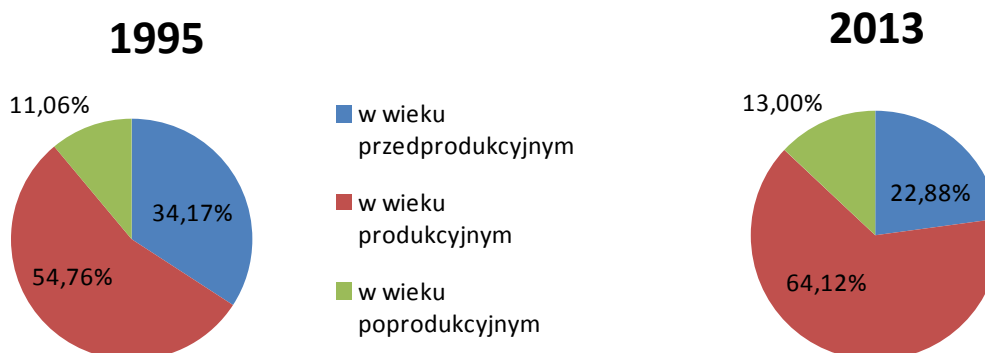 1995
11,06%
34,17%
54,76%
w wieku
przedprodukcyjnym
w wieku
produkcyjnym
w wieku
poprodukcyjnym
2013
13,00%
22,88%
64,12%